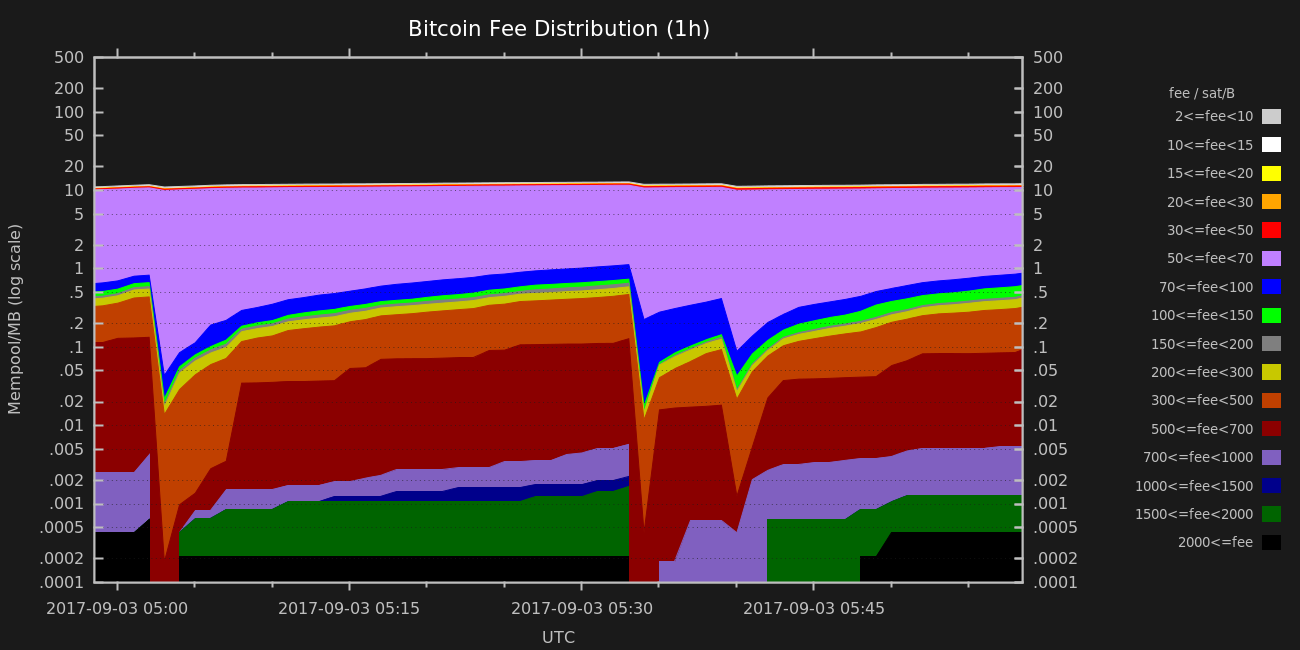 Bitcoin Fee Distribution (1h)
500
200
100
50
20
10
5
2
1
.5
.2
.1
.05
.02
.01
.005
.002
.001
.0005
.0002
.0001
Mempool/MB (log scale)
500
200
100
50
20
10
5
2
1
.5
.2
.1
.05
.02
.01
.005
.002
.001
.0005
.0002
.0001
2017-09-03 05:00
2017-09-03 05:15
2017-09-03 05:30
2017-09-03 05:45
UTC
fee / sat/B
2<=fee<10
10<=fee<15
15<=fee<20
20<=fee<30
30<=fee<50
50<=fee<70
70<=fee<100
100<=fee<150
150<=fee<200
200<=fee<300
300<=fee<500
500<=fee<700
700<=fee<1000
1000<=fee<1500
1500<=fee<2000
2000<=fee